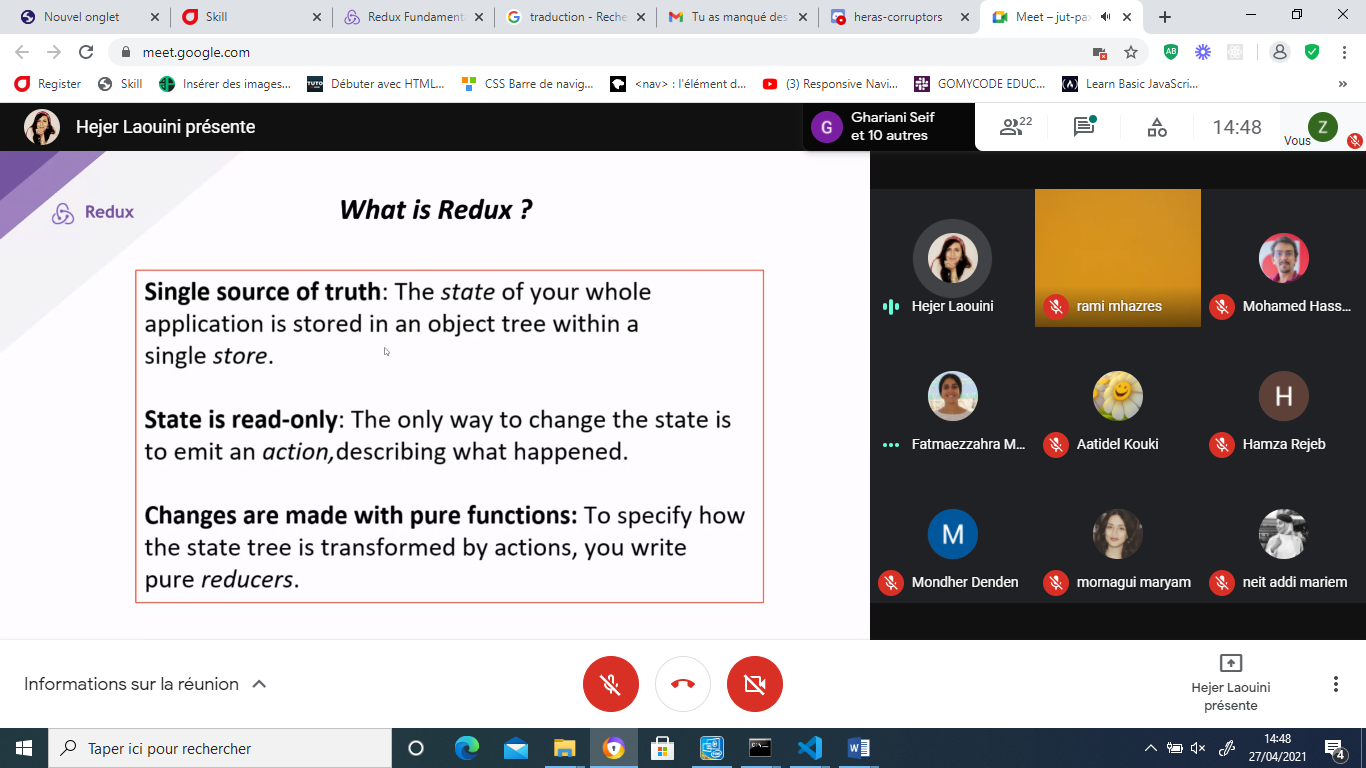 Nouvel onglet
Skill
Redux Fundament
traduction - Reche
Tu as manqué des
heras-corruptors
Meet – jut-pa
meet.google.com
Register
Skill
Insérer des images...
Débuter avec HTML...
CSS Barre de navig...
<nav> : l'élément d...
(3) Responsive Navi...
GOMYCODE EDUC...
Learn Basic JavaScri...
Hejer Laouini présente
G
Ghariani Seif
et 10 autres
22
14:48
Vous
Z
Redux
What is Redux ?
Single source of truth: The state of your whole
application is stored in an object tree within a
single store.
State is read-only: The only way to change the state is
to emit an action,describing what happened.
Changes are made with pure functions: To specify how
the state tree is transformed by actions, you write
pure reducers.
Hejer Laouini
rami mhazres
Mohamed Hass...
Fatmaezzahra M...
Aatidel Kouki
H
Hamza Rejeb
M
Mondher Denden
mornagui maryam
neit addi mariem
Informations sur la réunion
Hejer Laouini
présente
Taper ici pour rechercher
14:48
27/04/2021
4